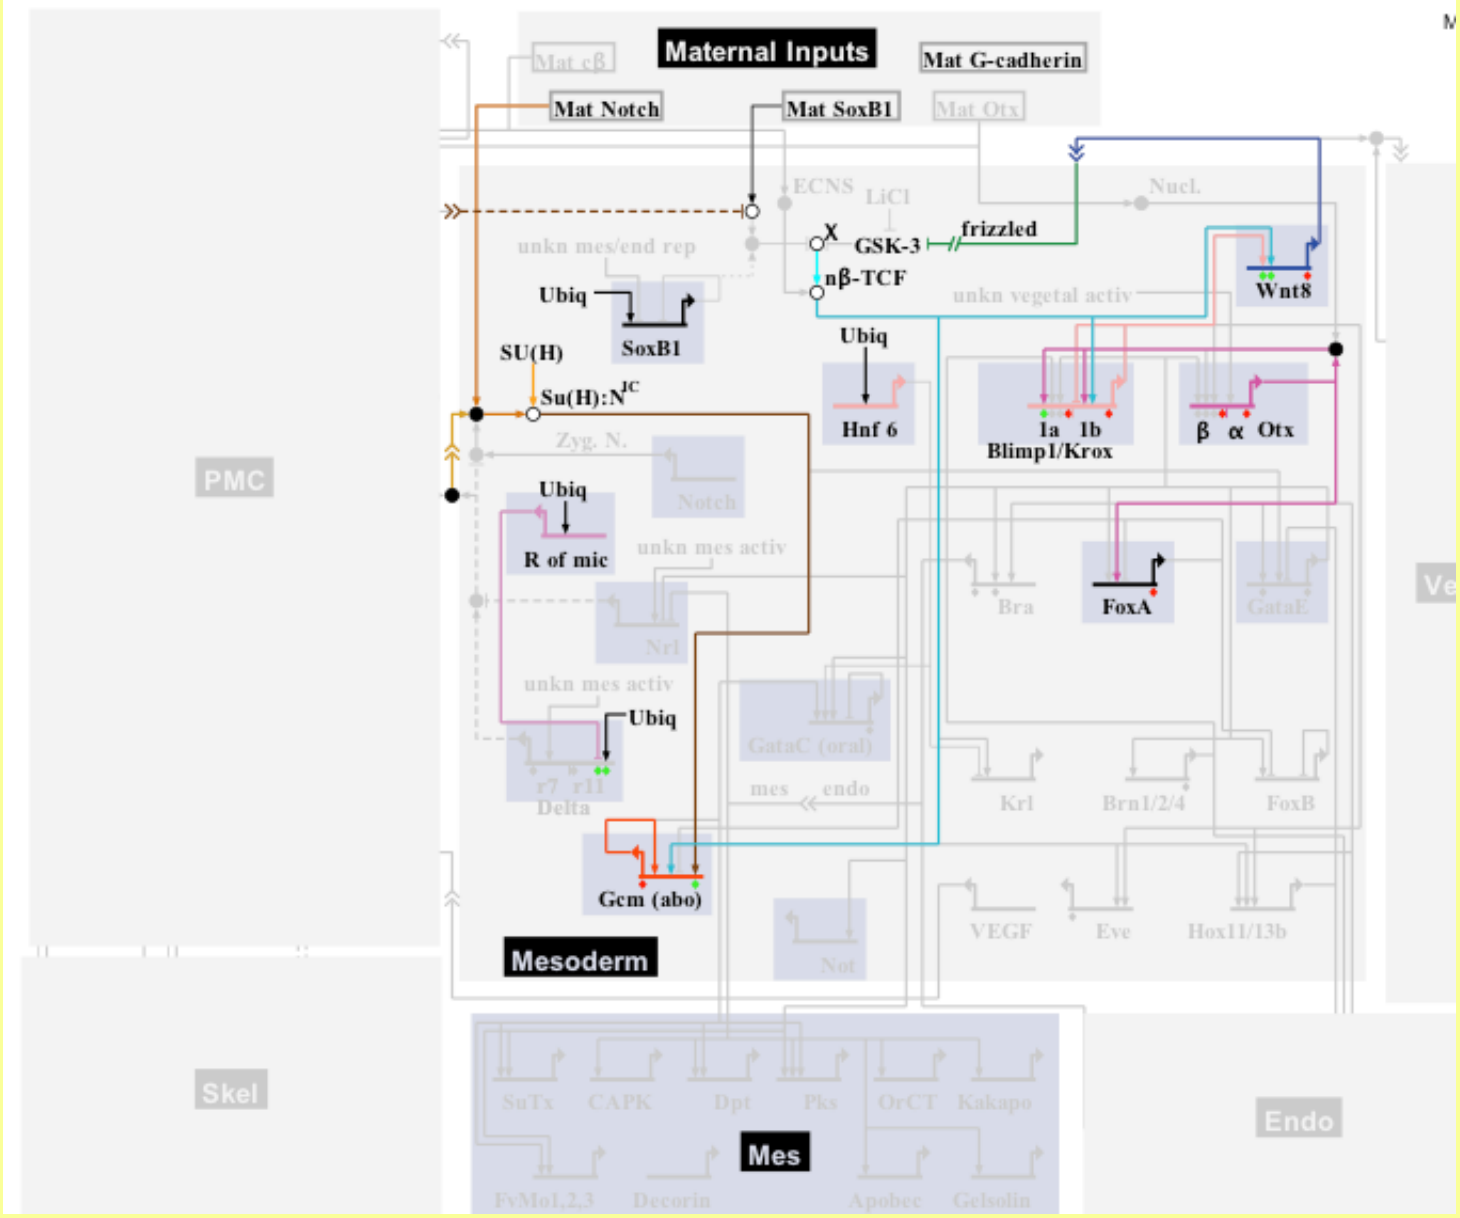 M
Maternal Inputs
Mat cβ
Mat G-cadherin
Mat Notch
Mat SoxB1
Mat Otx
ECNS
LiCl
Nucl.
X
GSK-3
frizzled
unkn mes/end rep
nβ-TCF
Ubiq
unkn vegetal activ
Wnt8
SoxB1
Ubiq
SU(H)
Su(H):N IC
Hnf 6
1a 1b
Blimp1/Krox
β α Otx
Zyg. N.
PMC
Ubiq
Notch
R of mic
unkn mes activ
Bra
FoxA
GataE
Ve
Nrl
unkn mes activ
Ubiq
GataC (oral)
r7 r11
Delta
mes endo
Krl
Brn1/2/4
FoxB
Gcm (abo)
VEGF
Eve
Hox11/13b
Mesoderm
Not
Skel
SuTx
CAPK
Dpt
Pks
OrCT
Kakapo
Endo
Mes
FvMo1,2,3
Decorin
Apobec
Gelsolin